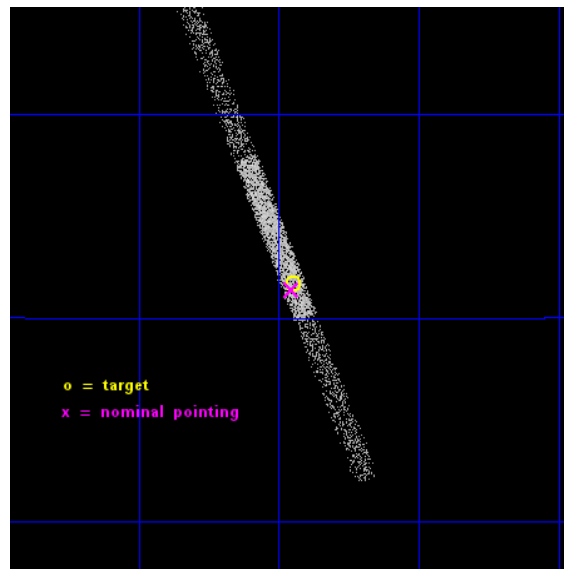 o = target
x = nominal pointing